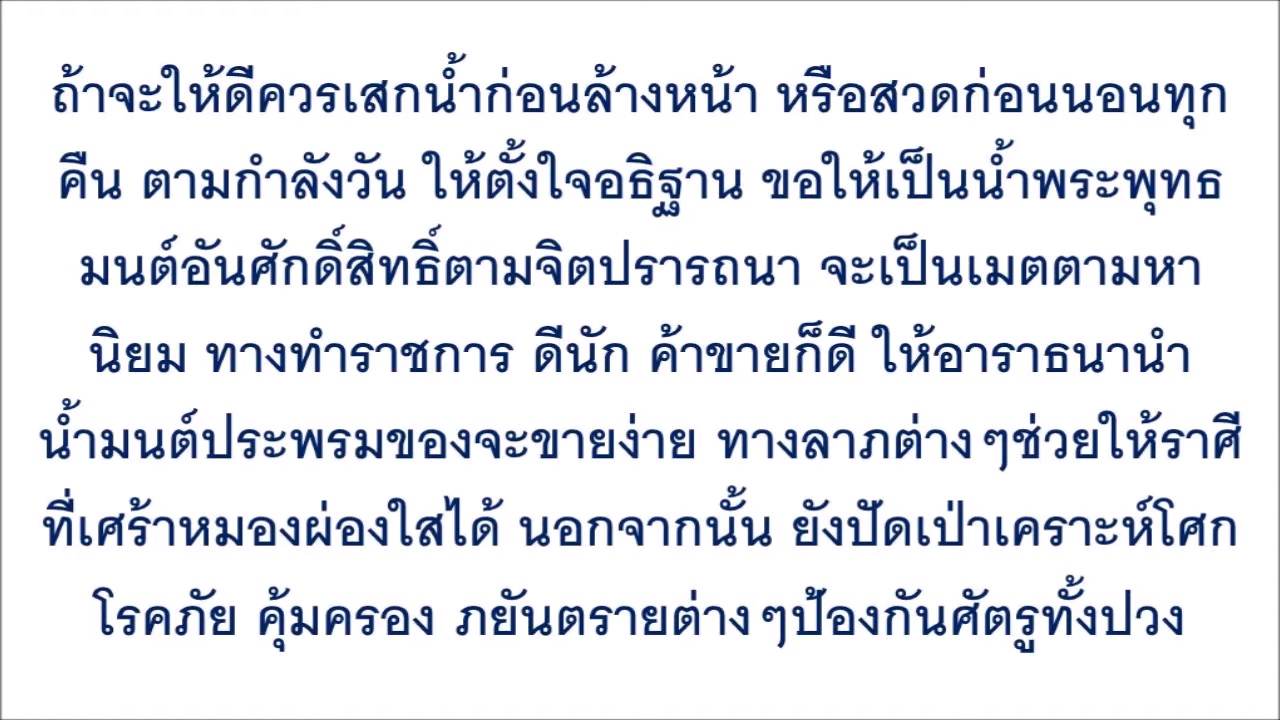 ถ้าจะให้ดีควรเสกน้ำก่อนล้างหน้า หรือสวดก่อนนอนทุก
คืน ตามกำลังวัน ให้ตั้งใจอธิฐาน ขอให้เป็นน้ำพระพุทธ
มนต์อันศักดิ์สิทธิ์ตามจิตปรารถนา จะเป็นเมตตามหา
นิยม ทางทำราชการ ดีนัก ค้าขายก็ดี ให้อาราธนานำ
น้ำมนต์ประพรมของจะขายง่าย ทางลาภต่างๆช่วยให้ราศี
ที่เศร้าหมองผ่องใสได้ นอกจากนั้น ยังปัดเป่าเคราะห์โศก
โรคภัย คุ้มครอง ภยันตรายต่างๆป้องกันศัตรูทั้งปวง